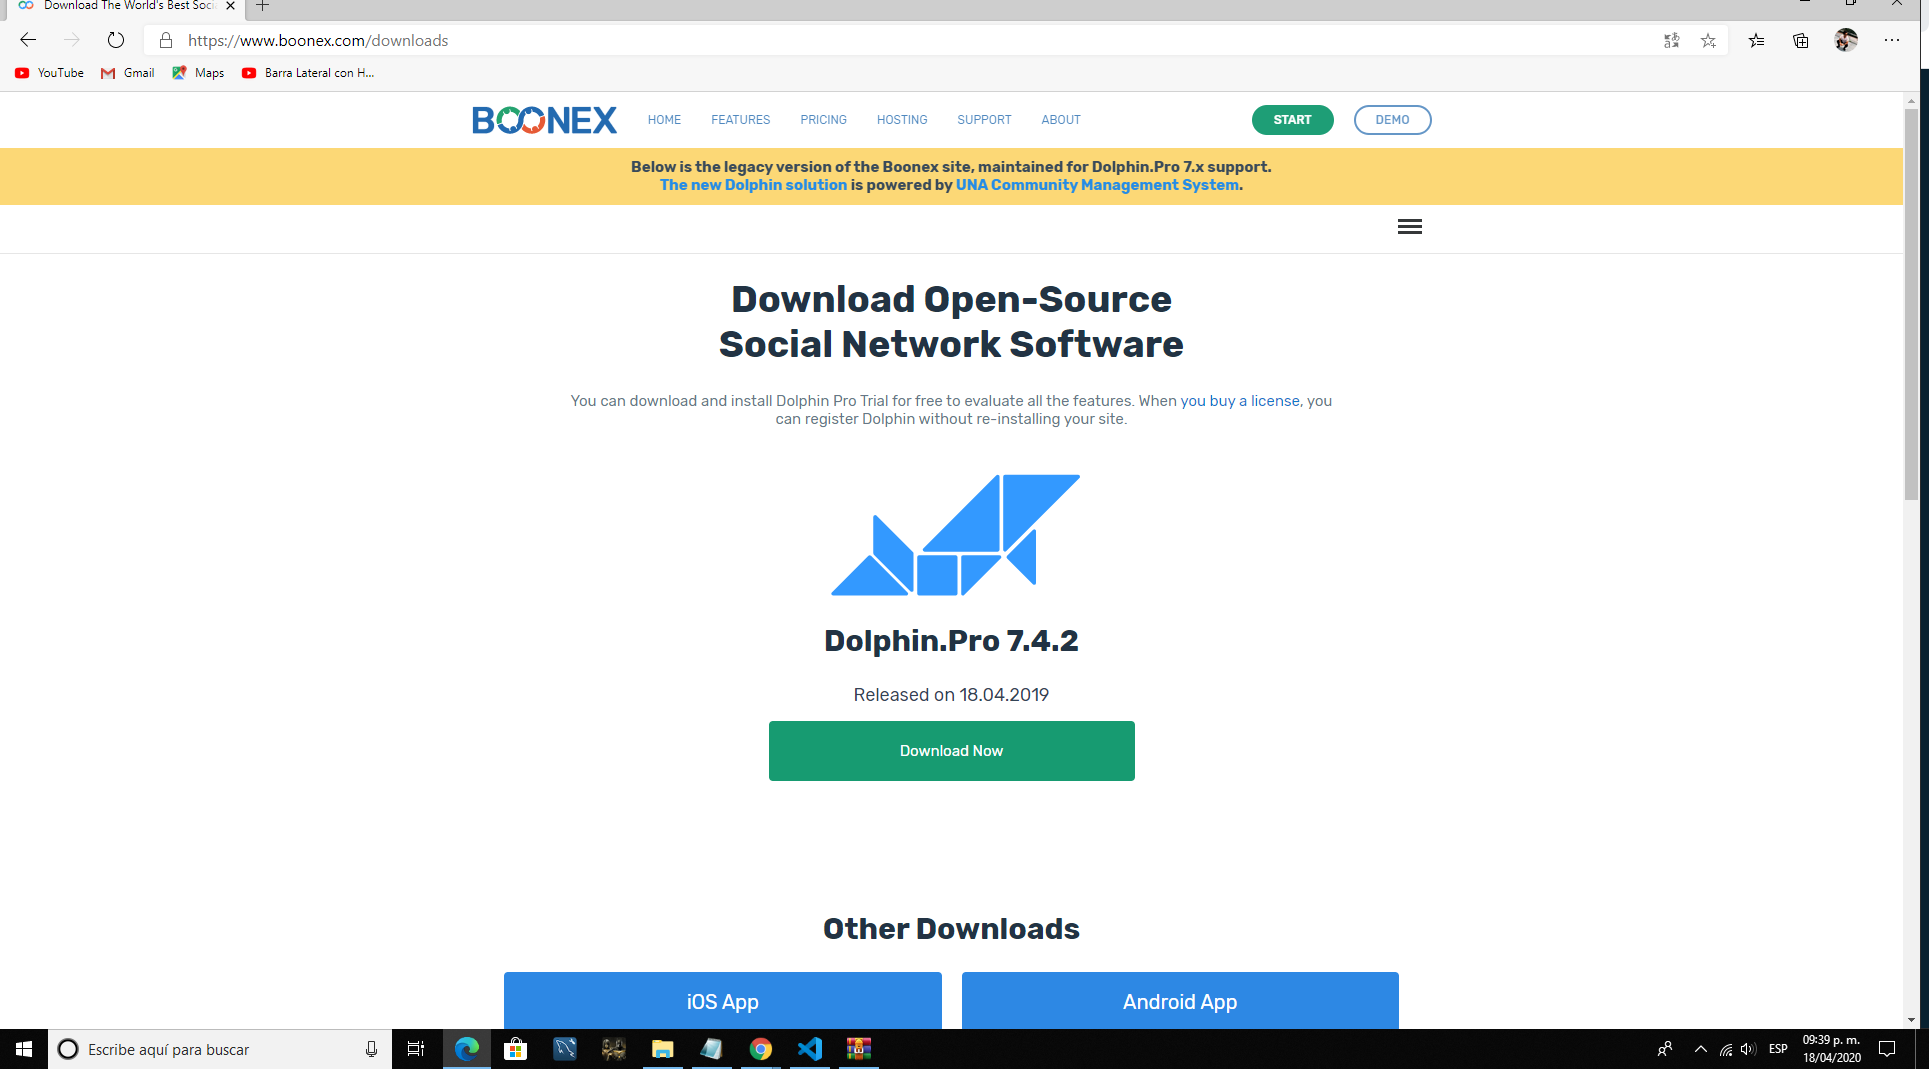 Download The World's Best Soci
https://www.boonex.com/downloads
YouTube
Gmail
Maps
Barra Lateral con H...
BOONEX
HOME
FEATURES
PRICING
HOSTING
SUPPORT
ABOUT
START
DEMO
Below is the legacy version of the Boonex site, maintained for Dolphin.Pro 7.x support.
The new Dolphin solution is powered by UNA Community Management System.
Download Open-Source
Social Network Software
You can download and install Dolphin Pro Trial for free to evaluate all the features. When you buy a license, you
can register Dolphin without re-installing your site.
Dolphin.Pro 7.4.2
Released on 18.04.2019
Download Now
Other Downloads
iOS App
Android App
Escribe aquí para buscar
ESP
09:39 p. m.
18/04/2020